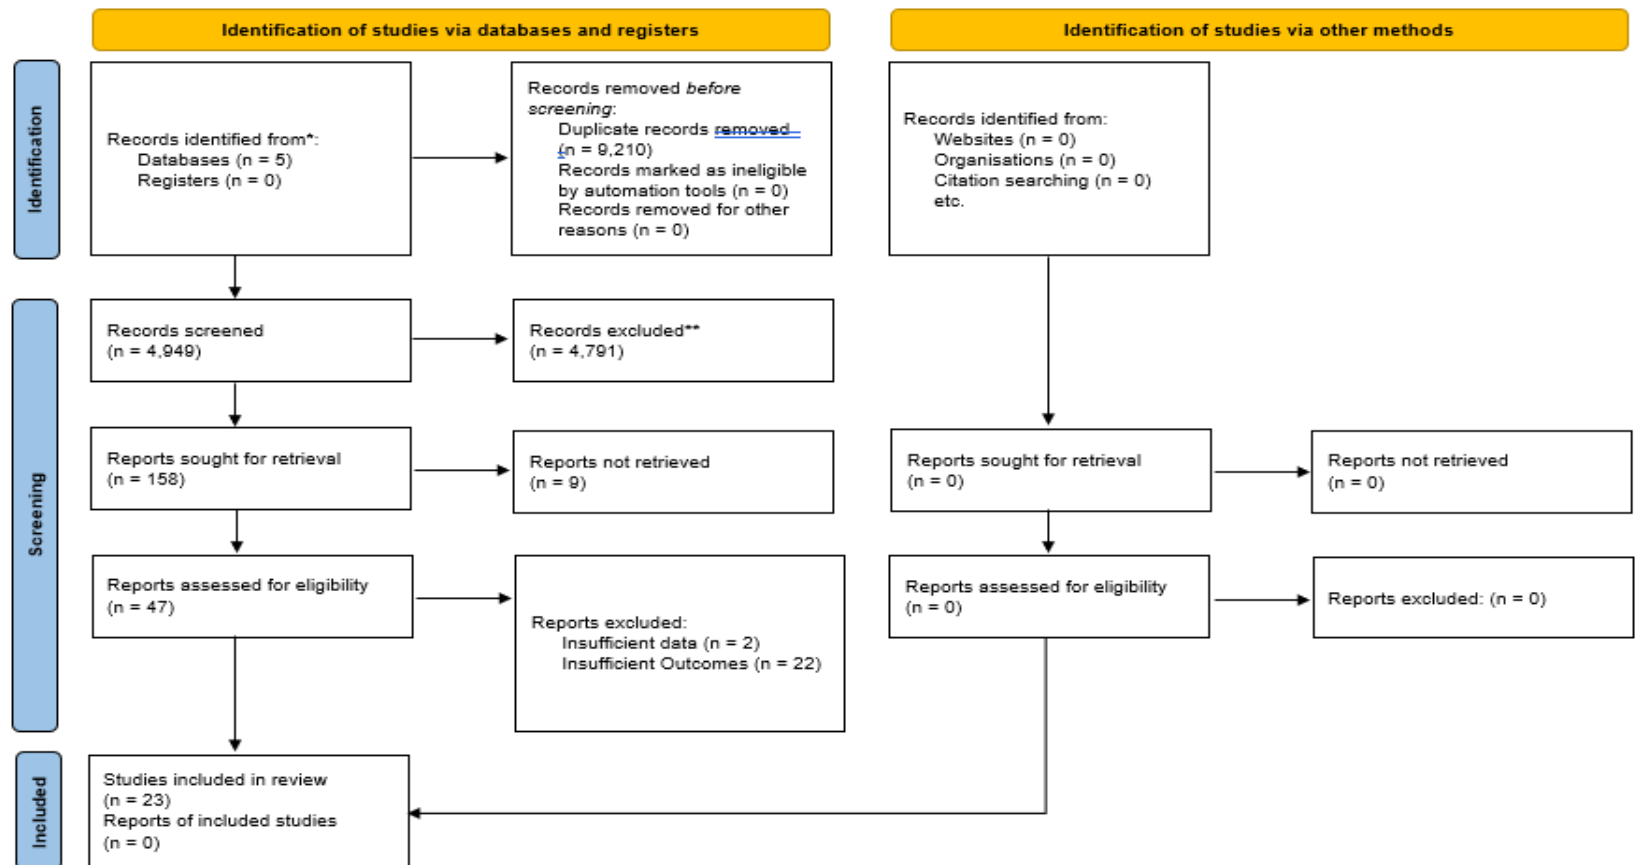 Identification of studies via databases and registers
Identification of studies via other methods
Identification
Records identified from*:
Databases (n = 5)
Registers (n = 0)
Records removed before
screening:
Duplicate records removed
(n = 9,210)
Records marked as ineligible
by automation tools (n = 0)
Records removed for other
reasons (n = 0)
Records identified from:
Websites (n = 0)
Organisations (n = 0)
Citation searching (n = 0)
etc.
Screening
Records screened
(n = 4,949)
Records excluded**
(n = 4,791)
Reports sought for retrieval
(n = 158)
Reports not retrieved
(n = 9)
Reports sought for retrieval
(n = 0)
Reports not retrieved
(n = 0)
Reports assessed for eligibility
(n = 47)
Reports excluded:
Insufficient data (n = 2)
Insufficient Outcomes (n = 22)
Reports assessed for eligibility
(n = 0)
Reports excluded: (n = 0)
Included
Studies included in review
(n = 23)
Reports of included studies
(n = 0)